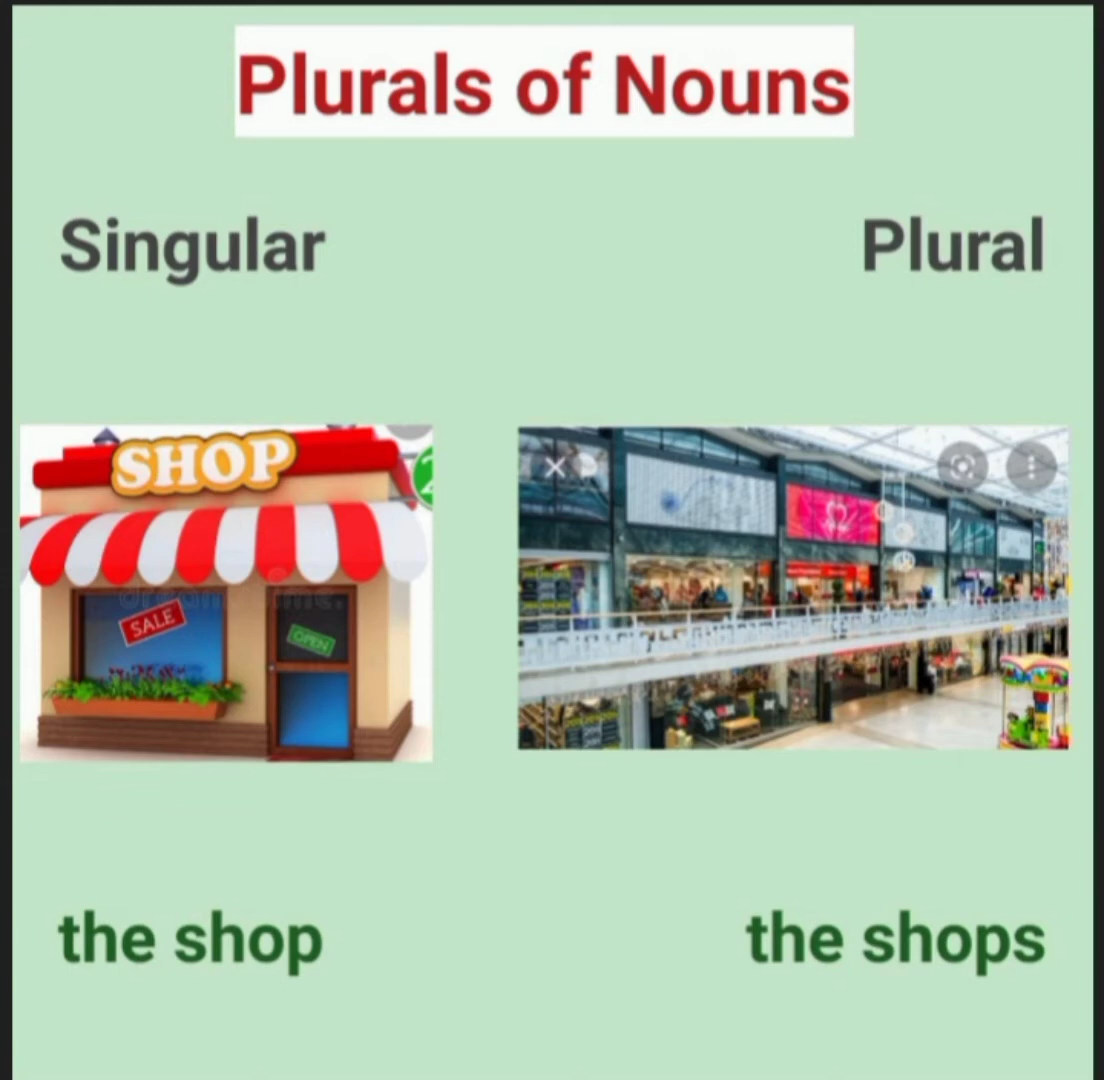 Plurals of Nouns
Singular Plural
SHOP
SALE
OPEN
the shop the shops